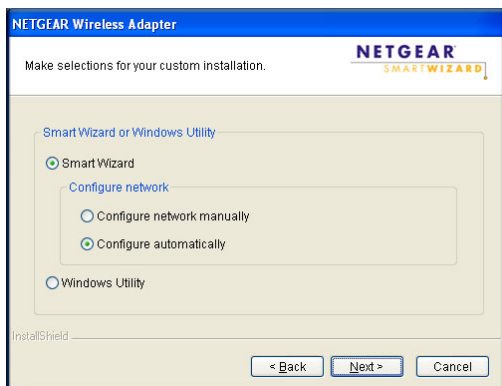 NETGEAR Wireless Adapter
Make selections for your custom installation.
NETGEAR
SMARTWIZARD
Smart Wizard or Windows Utility
Smart Wizard
Configure network
Configure network manually
Configure automatically
Windows Utility
InstallShield
< Back
Next >
Cancel